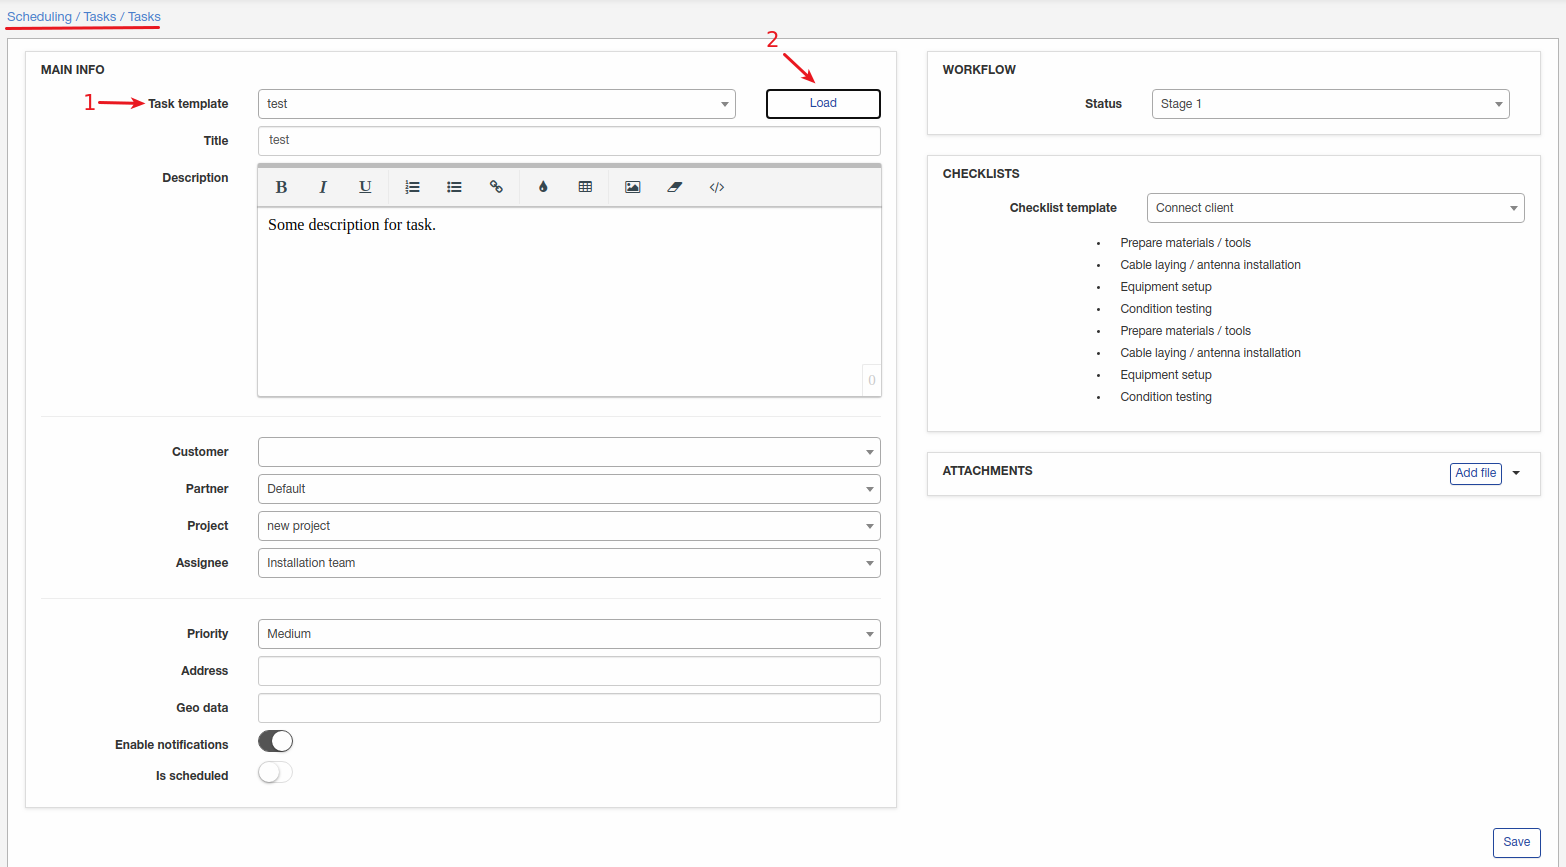 Scheduling / Tasks / Tasks
MAIN INFO
1 Task template test
2
Load
Title test
Description
B I U
Some description for task.
0
Customer
Partner Default
Project new project
Assignee Installation team
Priority Medium
Address
Geo data
Enable notifications
Is scheduled
WORKFLOW
Status Stage 1
CHECKLISTS
Checklist template Connect client
• Prepare materials / tools
• Cable laying / antenna installation
• Equipment setup
• Condition testing
• Prepare materials / tools
• Cable laying / antenna installation
• Equipment setup
• Condition testing
ATTACHMENTS Add file
Save